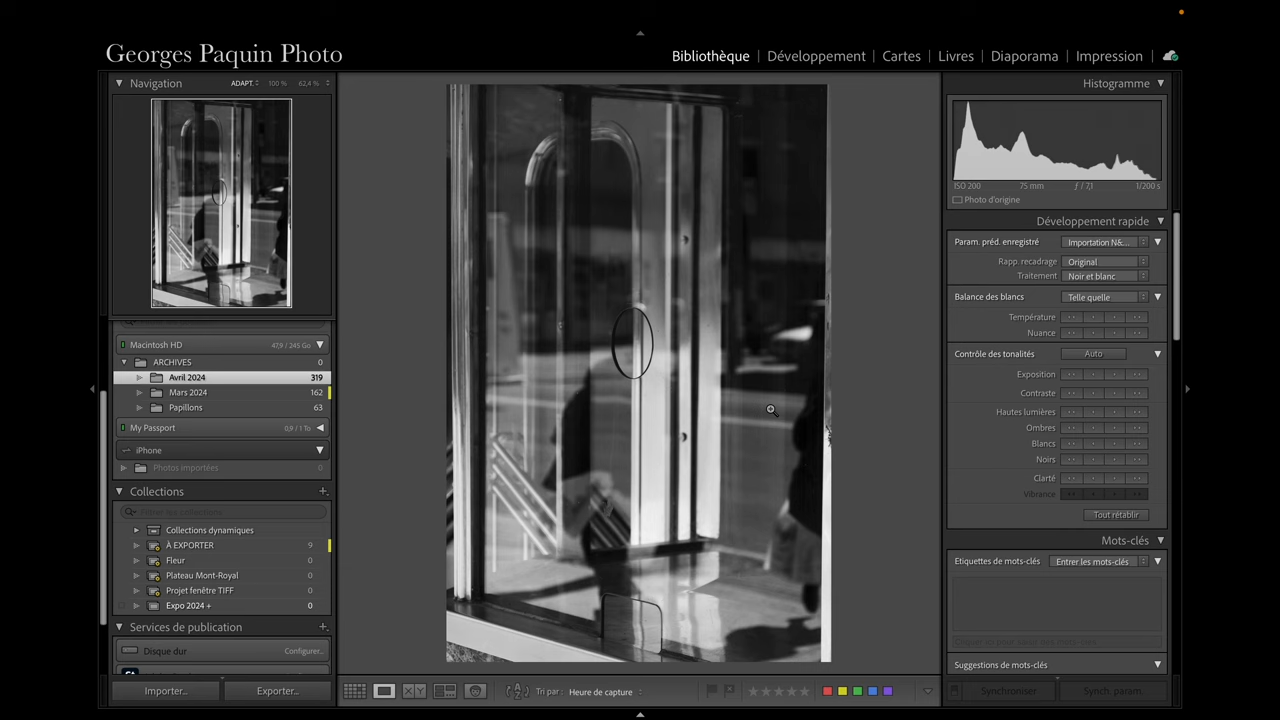 Georges Paquin Photo
Bibliothèque | Développement | Cartes | Livres | Diaporama | Impression
Navigation ADAPT. 100 % 62,4 %
Macintosh HD 47,9 / 245 Go
ARCHIVES 0
Avril 2024 319
Mars 2024 162
Papillons 63
My Passport 0,9 / 1 To
iPhone
Photos importées 0
Collections
Filtrer les collections
Collections dynamiques
À EXPORTER 9
Fleur 0
Plateau Mont-Royal 0
Projet fenêtre TIFF 0
Expo 2024 + 0
Services de publication
Disque dur Configurer...
St
Importer... Exporter...
Tri par : Heure de capture
Histogramme
ISO 200 75 mm ƒ / 7,1 1/200 s
Photo d'origine
Développement rapide
Param. préd. enregistré Importation N&...
Rapp. recadrage Original
Traitement Noir et blanc
Balance des blancs Telle quelle
Température
Nuance
Contrôle des tonalités Auto
Exposition
Contraste
Hautes lumières
Ombres
Blancs
Noirs
Clarté
Vibrance
Tout rétablir
Mots-clés
Etiquettes de mots-clés Entrer les mots-clés
Suggestions de mots-clés
Synchroniser Synch. param.